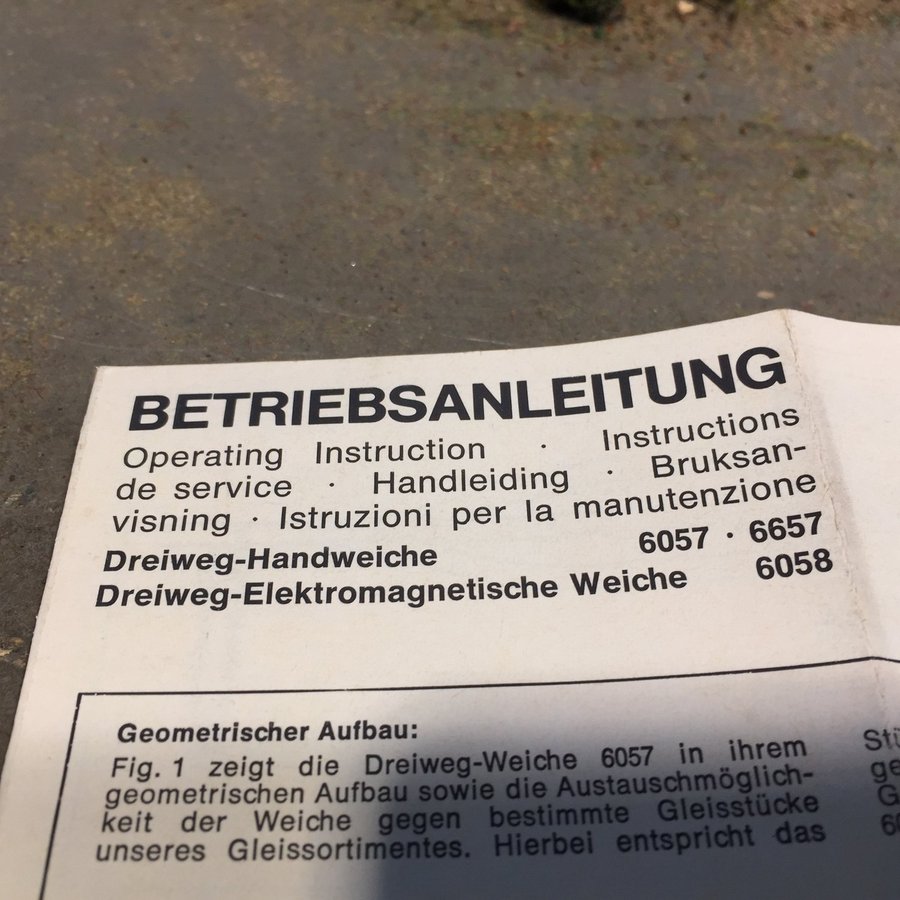 BETRIEBSANLEITUNG
Operating Instruction · Instructions
de service · Handleiding · Bruksan-
visning · Istruzioni per la manutenzione
Dreiweg-Handweiche 6057 · 6657
Dreiweg-Elektromagnetische Weiche 6058
Geometrischer Aufbau:
Fig. 1 zeigt die Dreiweg-Weiche 6057 in ihrem
geometrischen Aufbau sowie die Austauschmöglich-
keit der Weiche gegen bestimmte Gleisstücke
unseres Gleissortimentes. Hierbei entspricht das